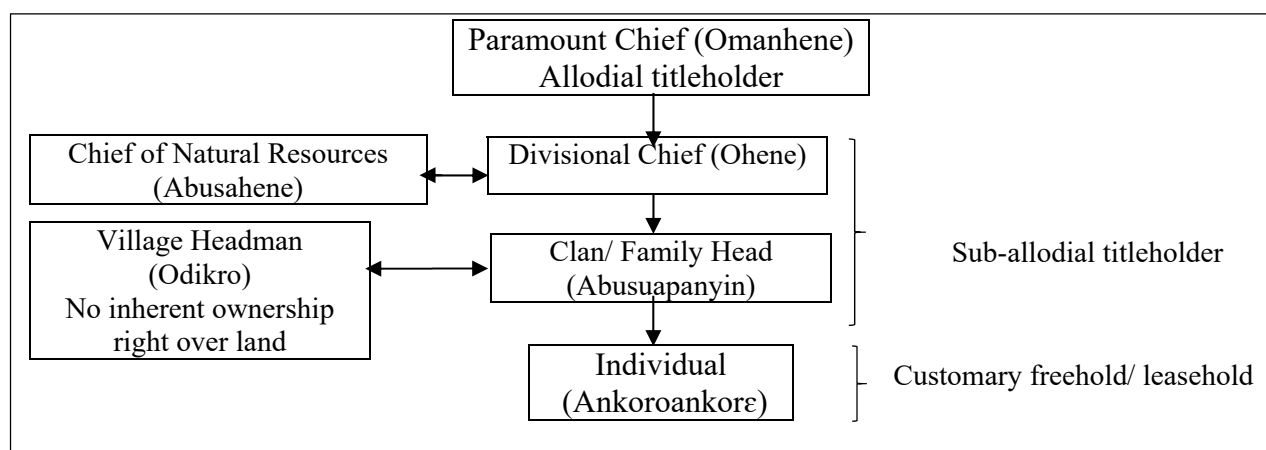 Paramount Chief (Omanhene)
Allodial titleholder
Chief of Natural Resources
(Abusahene)
Divisional Chief (Ohene)
Village Headman
(Odikro)
No inherent ownership
right over land
Clan/ Family Head
(Abusuapanyin)
Sub-allodial titleholder
Individual
(Ankoroankorɛ)
Customary freehold/ leasehold